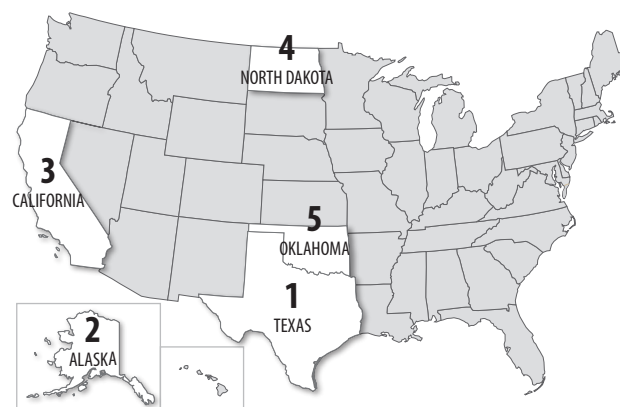 4
NORTH DAKOTA
3
CALIFORNIA
5
OKLAHOMA
1
TEXAS
2
ALASKA